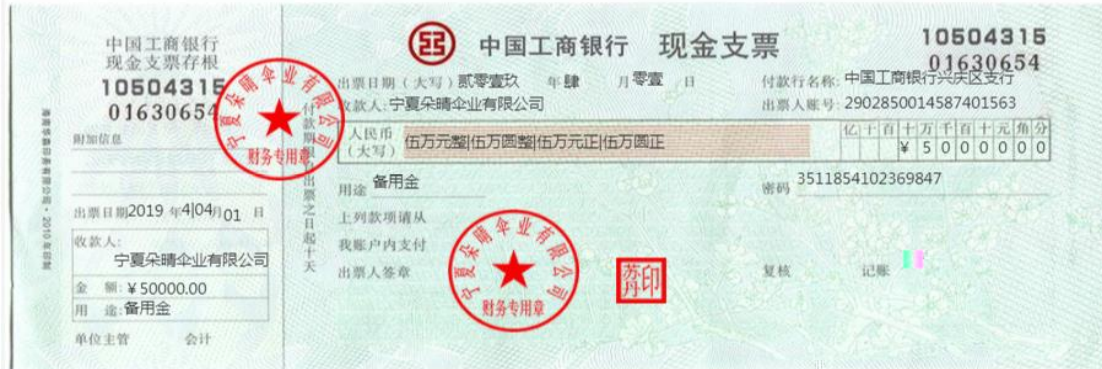 中国工商银行
现金支票存根
10504315
01630654
附加信息
出票日期2019 年4|04月01 日
收款人:
宁夏朵晴伞业有限公司
金 额:¥50000.00
用 途:备用金
单位主管 会计
宁夏朵晴伞业有限公司
财务专用章
付款期限自出票之日起十天
中国工商银行 现金支票
10504315
01630654
出票日期(大写)贰零壹玖 年肆 月零壹 日
付款行名称:中国工商银行兴庆区支行
收款人:宁夏朵晴伞业有限公司
出票人账号:2902850014587401563
人民币
(大写)
伍万元整|伍万圆整|伍万元正|伍万圆正
亿千百十万千百十元角分
¥5000000
用途 备用金
密码 3511854102369847
上列款项请从
我账户内支付
出票人签章
宁夏朵晴伞业有限公司
财务专用章
苏丹印
复核 记账